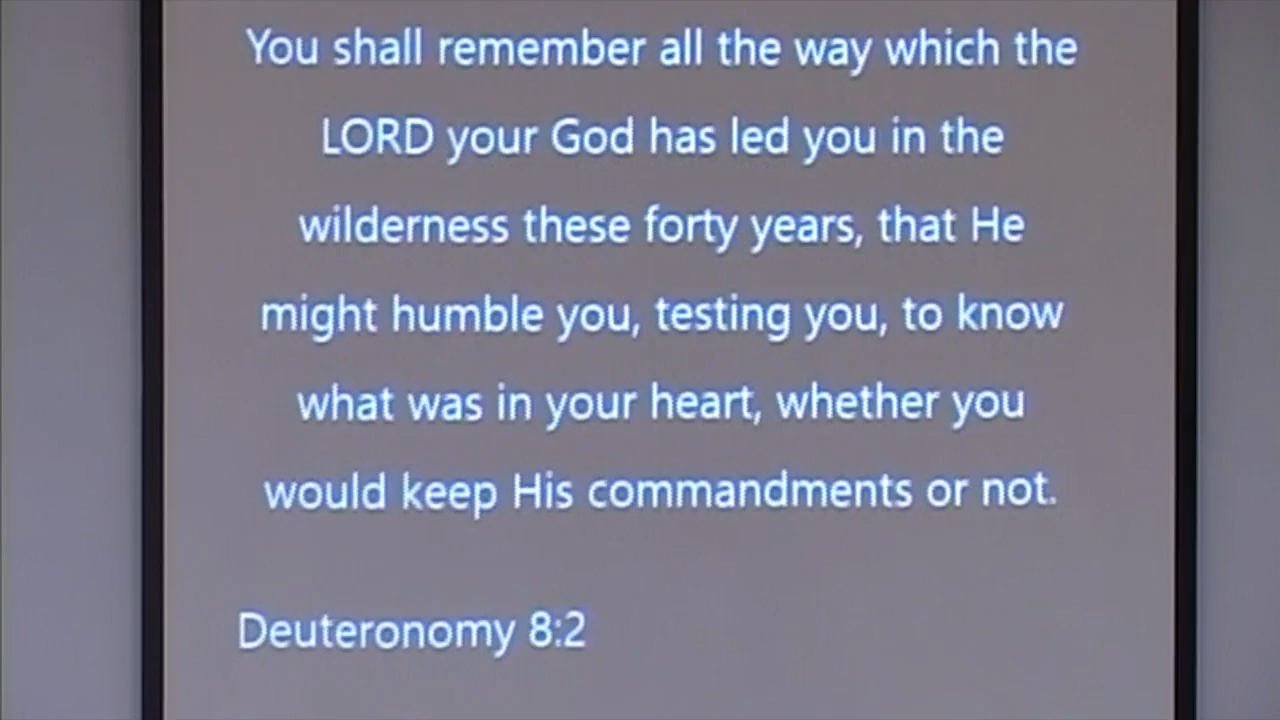 You shall remember all the way which the
LORD your God has led you in the
wilderness these forty years, that He
might humble you, testing you, to know
what was in your heart, whether you
would keep His commandments or not.
Deuteronomy 8:2